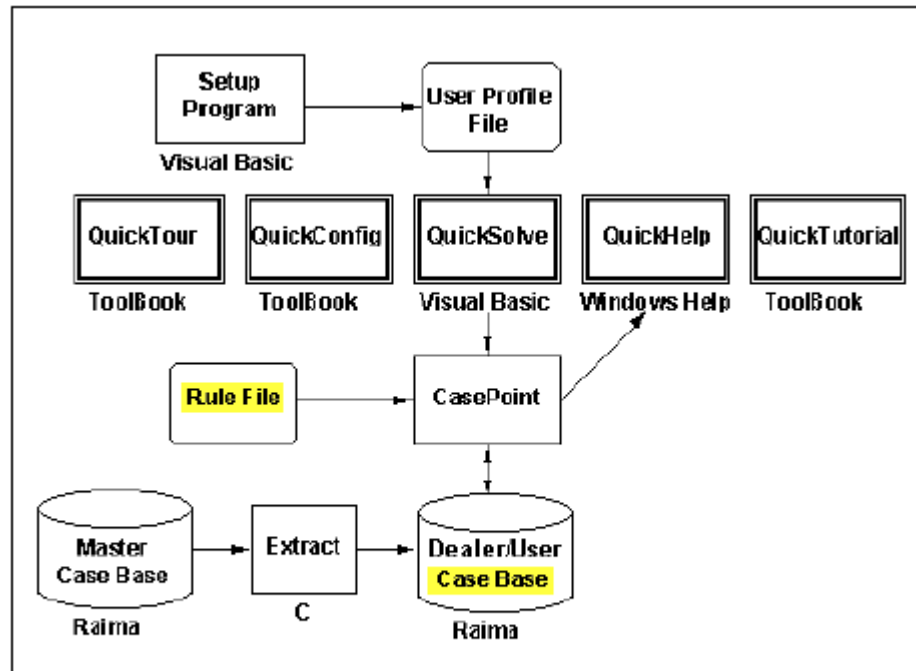 Setup
Program
User Profile
File
Visual Basic
QuickTour
QuickConfig
QuickSolve
QuickHelp
QuickTutorial
ToolBook
ToolBook
Visual Basic
Windows Help
ToolBook
Rule File
CasePoint
Master
Case Base
Extract
Dealer/User
Case Base
Raima
C
Raima